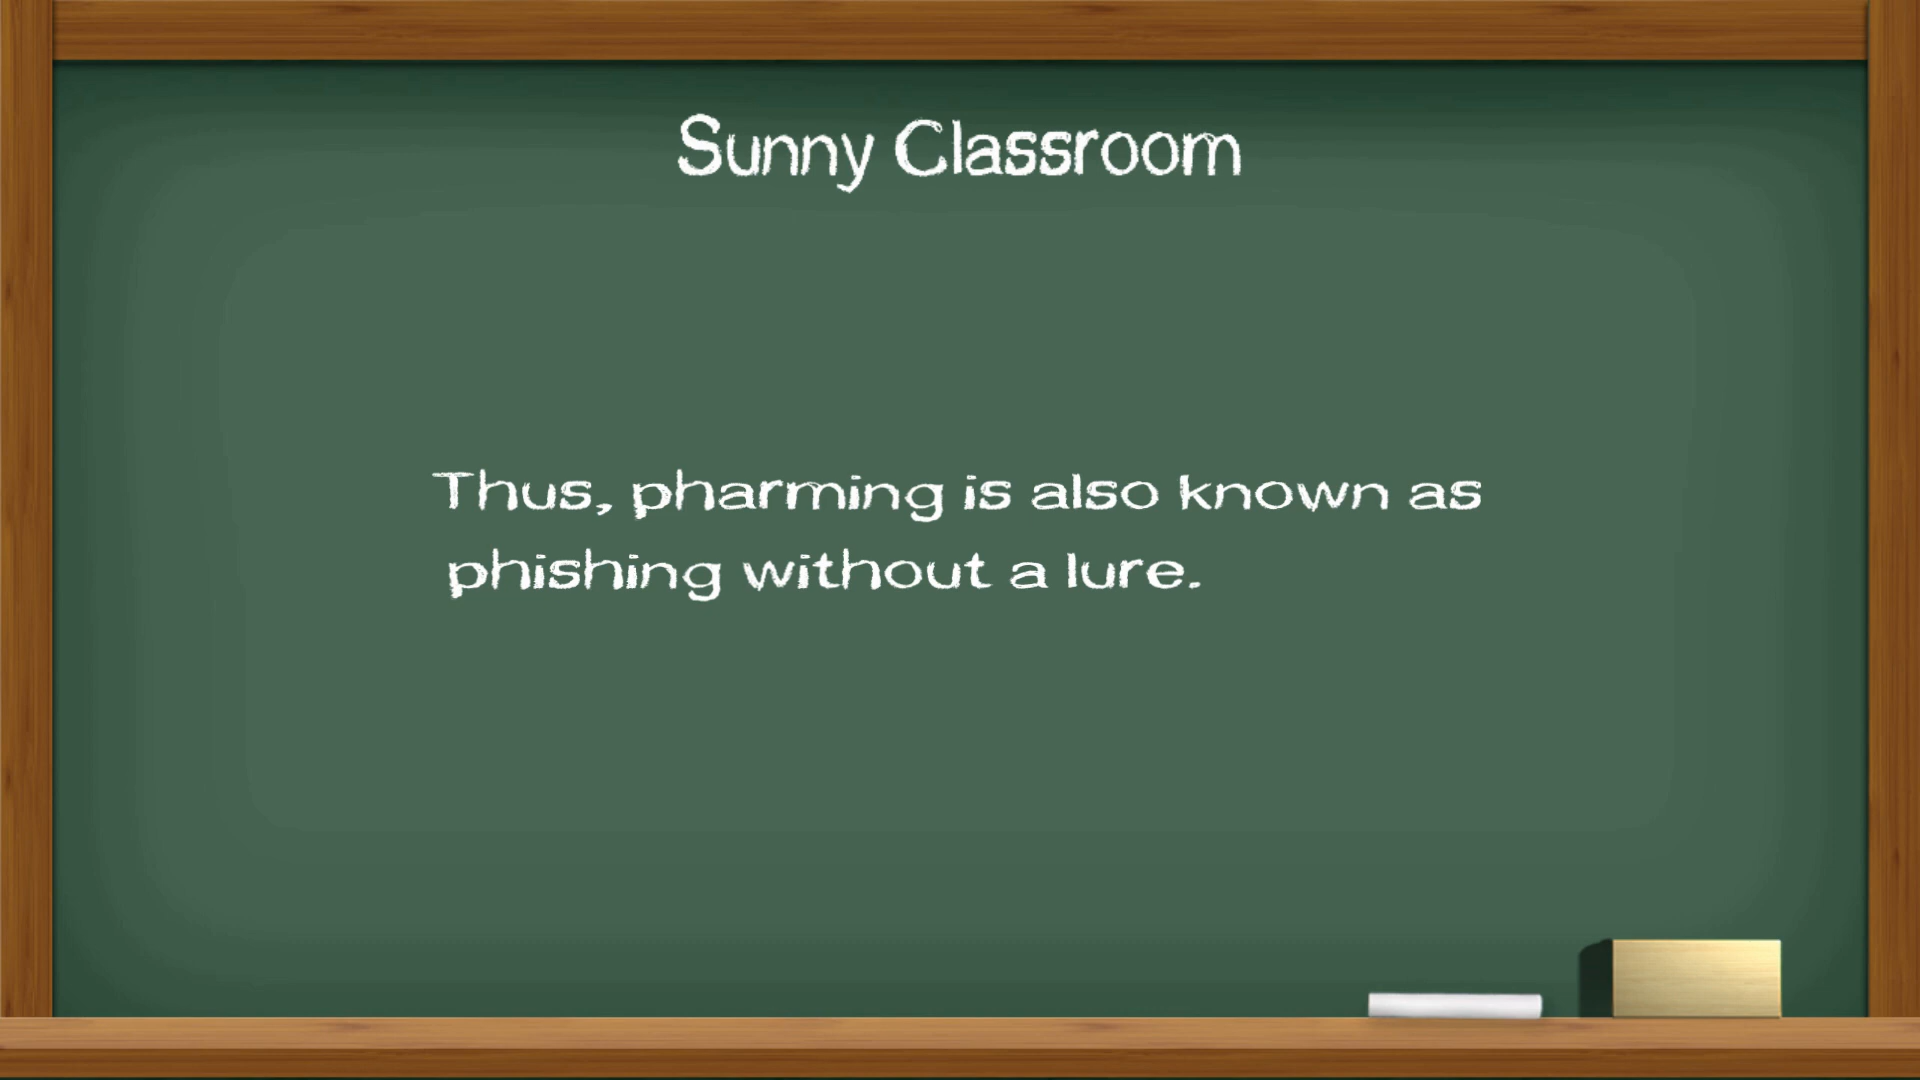 Sunny Classroom
Thus, pharming is also known as
phishing without a lure.